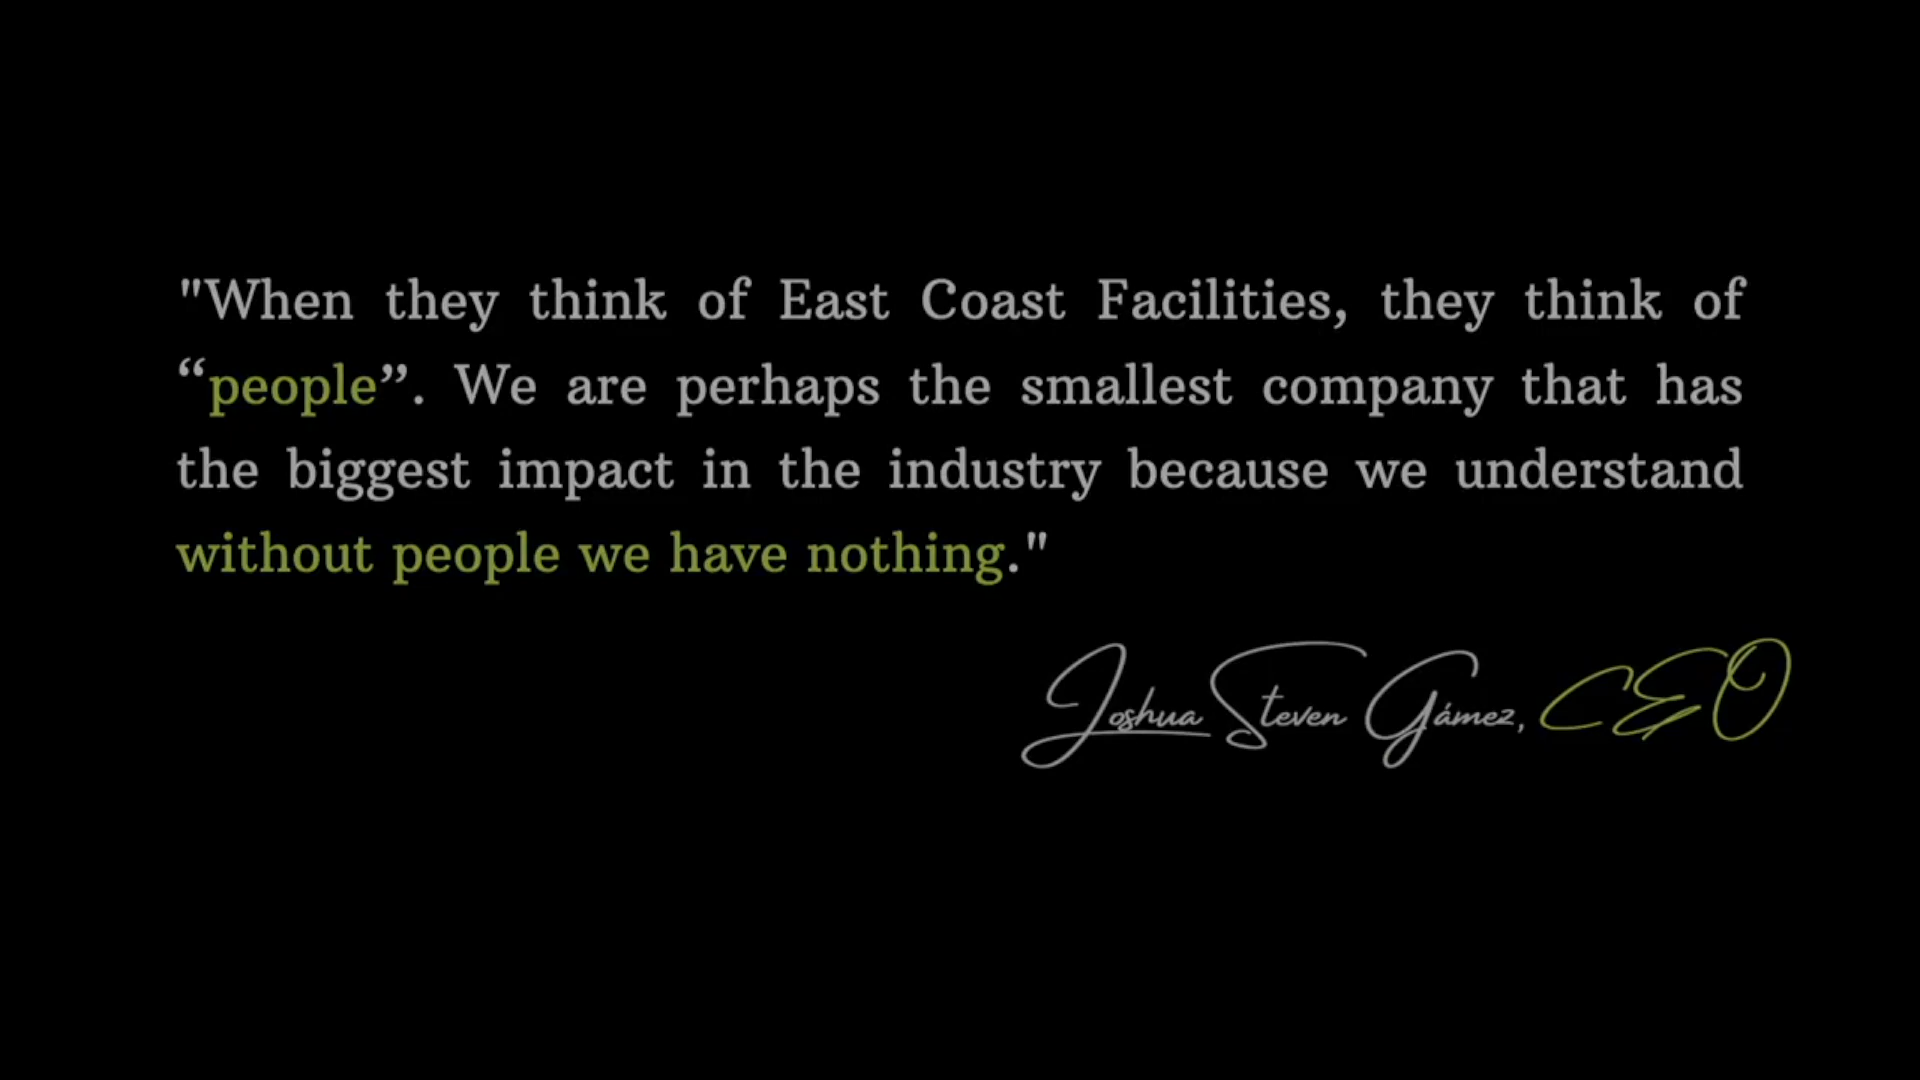 "When they think of East Coast Facilities, they think of
“people”. We are perhaps the smallest company that has
the biggest impact in the industry because we understand
without people we have nothing."
Joshua Steven Gámez, CEO